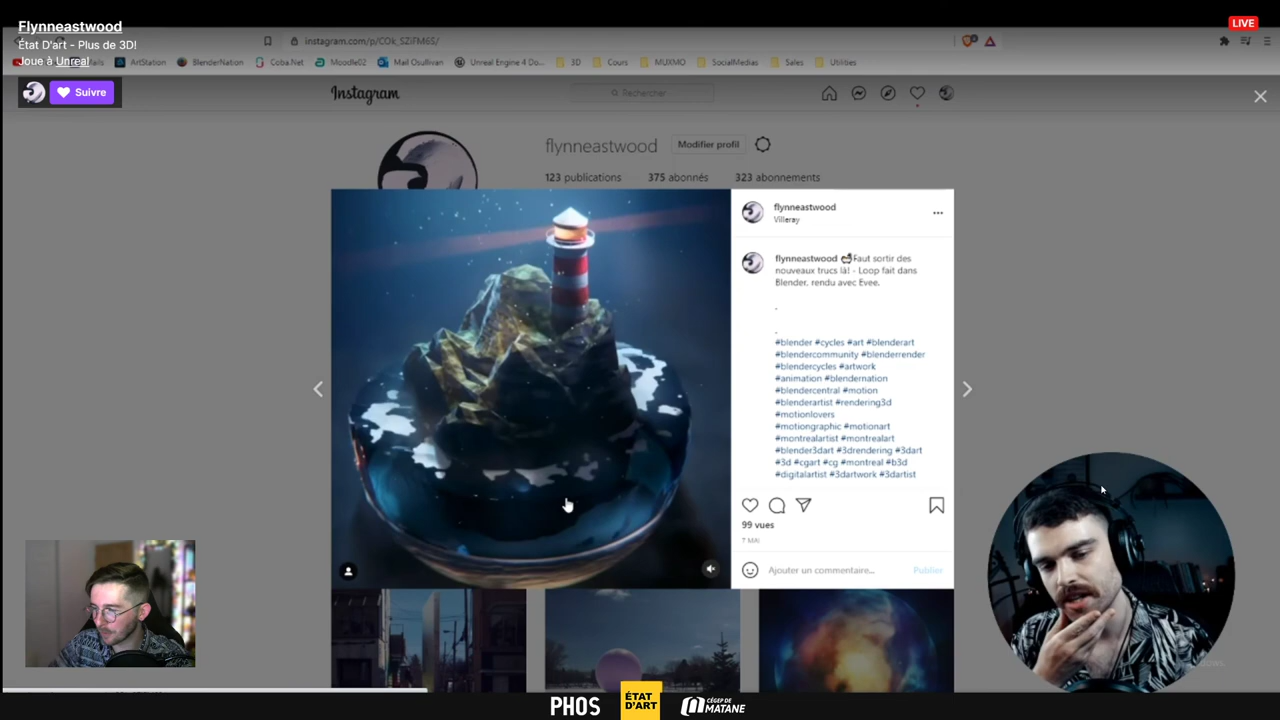 Flynneastwood
LIVE
État D'art - Plus de 3D!
Joue à Unreal
Suivre
instagram.com/p/COk_SZiFM6S/
ArtStation
BlenderNation
Coba.Net
Moodle02
Mail Osullivan
Unreal Engine 4 Do...
3D
Cours
MUXMO
SocialMedias
Sales
Utilities
Instagram
Rechercher
flynneastwood
Modifier profil
123 publications
375 abonnés
323 abonnements
flynneastwood
Villeray
flynneastwood Faut sortir des
nouveaux trucs là! - Loop fait dans
Blender, rendu avec Evee.
.
.
#blender #cycles #art #blenderart
#blendercommunity #blenderrender
#blendercycles #artwork
#animation #blendernation
#blendercentral #motion
#blenderartist #rendering3d
#motionlovers
#motiongraphic #motionart
#montrealartist #montrealart
#blender3dart #3drendering #3dart
#3d #cgart #cg #montreal #b3d
#digitalartist #3dartwork #3dartist
99 vues
7 MAI
Ajouter un commentaire...
Publier
PHOS
ÉTAT
D'ART
CÉGEP DE
MATANE